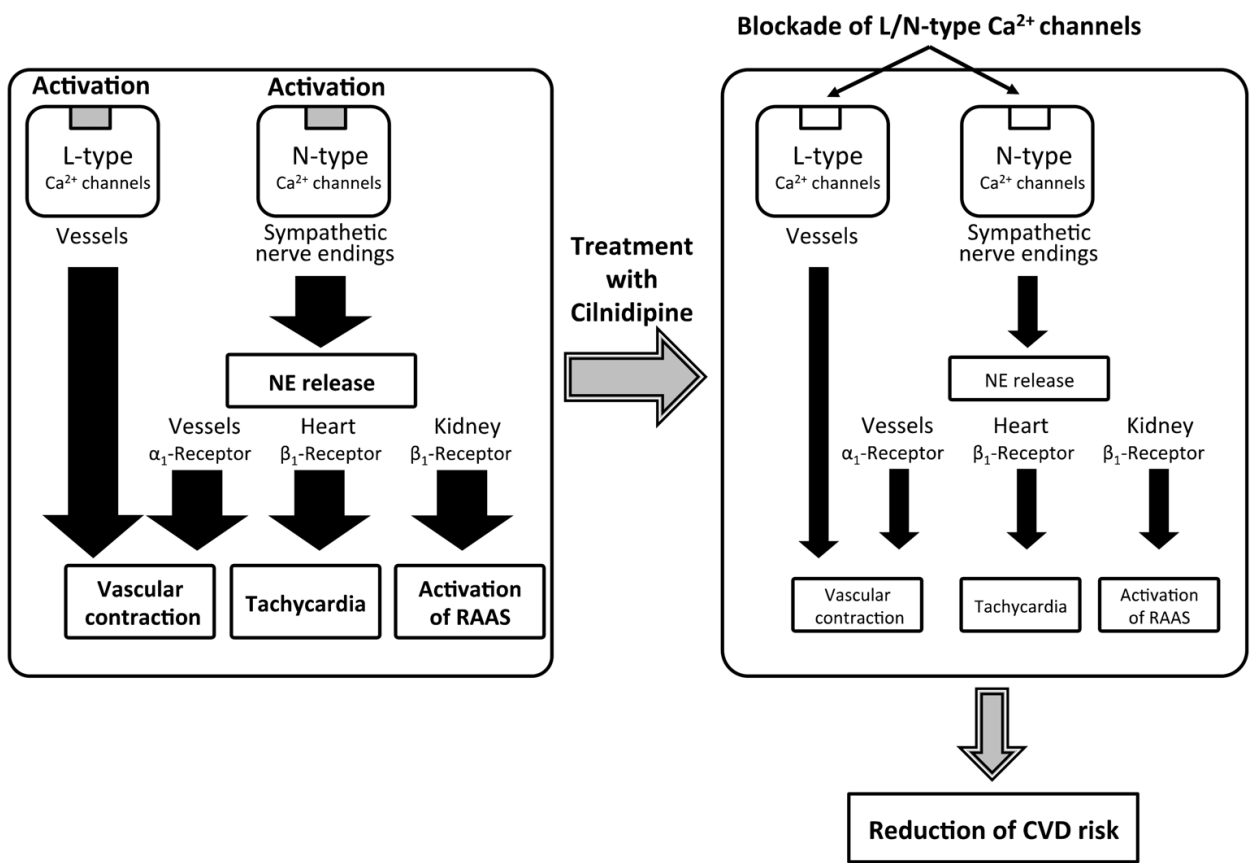 Blockade of L/N-type Ca²⁺ channels
Activation
Activation
L-type
Ca²⁺ channels
N-type
Ca²⁺ channels
Vessels
Sympathetic
nerve endings
NE release
Vessels
α₁-Receptor
Heart
β₁-Receptor
Kidney
β₁-Receptor
Vascular
contraction
Tachycardia
Activation
of RAAS
Treatment
with
Cilnidipine
L-type
Ca²⁺ channels
N-type
Ca²⁺ channels
Vessels
Sympathetic
nerve endings
NE release
Vessels
α₁-Receptor
Heart
β₁-Receptor
Kidney
β₁-Receptor
Vascular
contraction
Tachycardia
Activation
of RAAS
Reduction of CVD risk